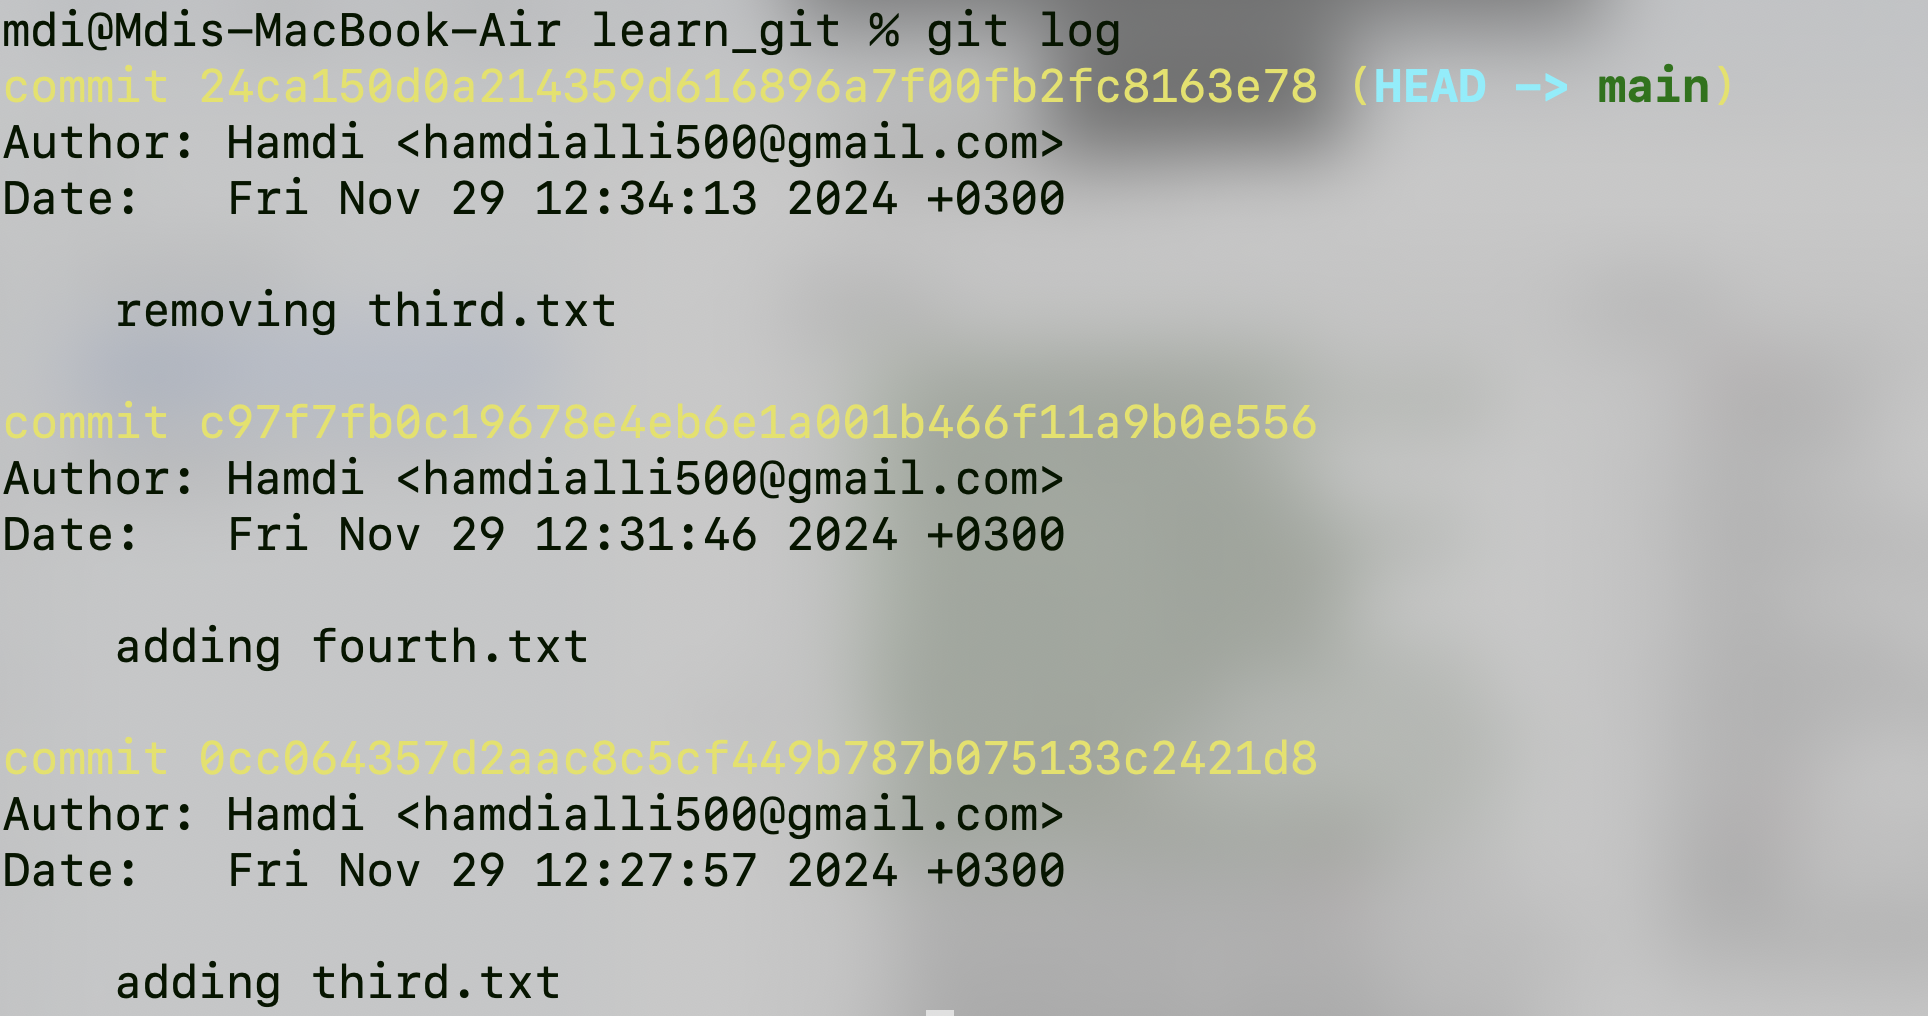 mdi@Mdis-MacBook-Air learn_git % git log
commit 24ca150d0a214359d616896a7f00fb2fc8163e78 (HEAD -> main)
Author: Hamdi <hamdialli500@gmail.com>
Date:   Fri Nov 29 12:34:13 2024 +0300
    removing third.txt
commit c97f7fb0c19678e4eb6e1a001b466f11a9b0e556
Author: Hamdi <hamdialli500@gmail.com>
Date:   Fri Nov 29 12:31:46 2024 +0300
    adding fourth.txt
commit 0cc064357d2aac8c5cf449b787b075133c2421d8
Author: Hamdi <hamdialli500@gmail.com>
Date:   Fri Nov 29 12:27:57 2024 +0300
    adding third.txt